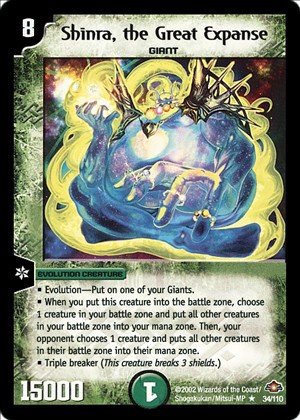 8
Shinra, the Great Expanse
GIANT
EVOLUTION CREATURE
• Evolution—Put on one of your Giants.
• When you put this creature into the battle zone, choose
1 creature in your battle zone and put all other creatures
in your battle zone into your mana zone. Then, your
opponent chooses 1 creature and puts all other creatures
in their battle zone into their mana zone.
• Triple breaker (This creature breaks 3 shields.)
15000
1
©2002 Wizards of the Coast/
Shogakukan/Mitsui-MP ★ 34/110